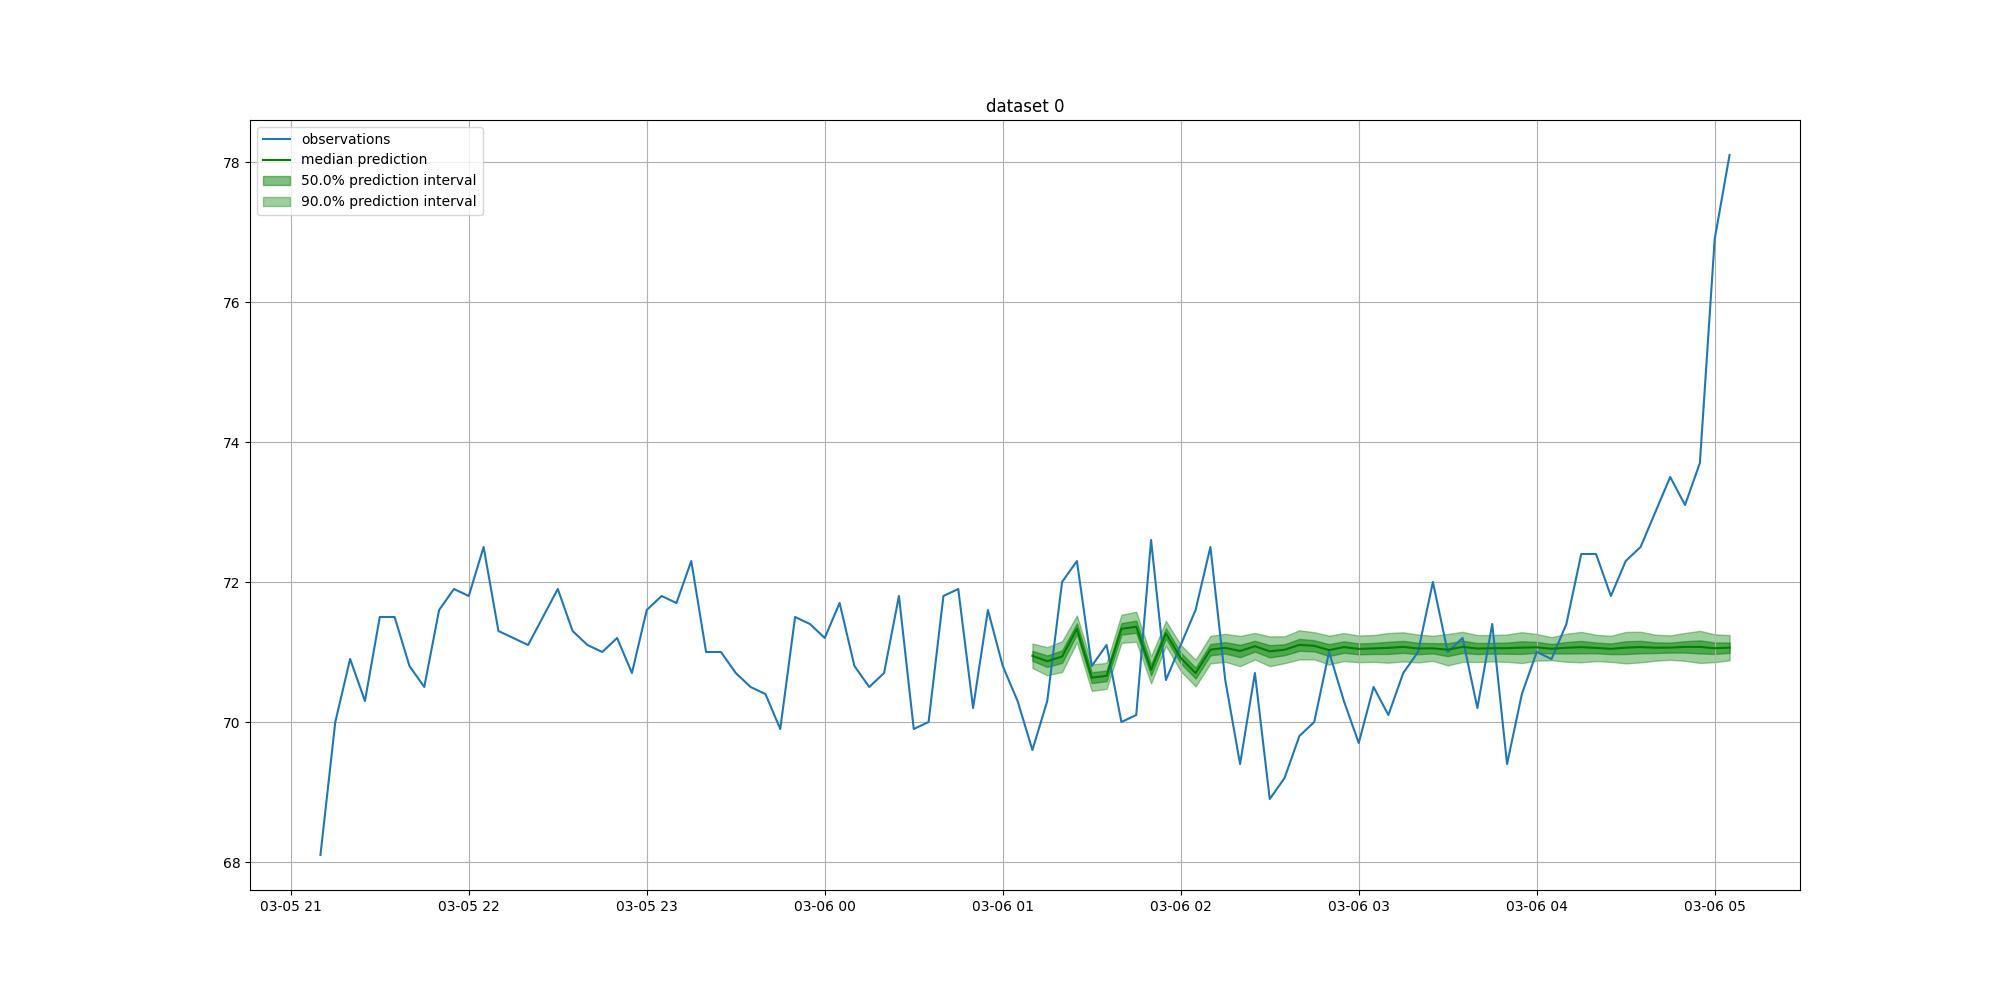 dataset 0
observations
median prediction
50.0% prediction interval
90.0% prediction interval
78
76
74
72
70
68
03-05 21 03-05 22 03-05 23 03-06 00 03-06 01 03-06 02 03-06 03 03-06 04 03-06 05